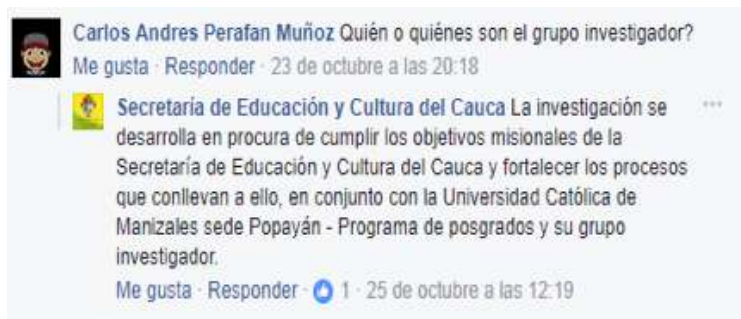 Carlos Andres Perafan Muñoz Quién o quiénes son el grupo investigador?
Me gusta · Responder · 23 de octubre a las 20:18
Secretaría de Educación y Cultura del Cauca La investigación se
desarrolla en procura de cumplir los objetivos misionales de la
Secretaría de Educación y Cultura del Cauca y fortalecer los procesos
que conllevan a ello, en conjunto con la Universidad Católica de
Manizales sede Popayán - Programa de posgrados y su grupo
investigador.
Me gusta · Responder · 1 · 25 de octubre a las 12:19